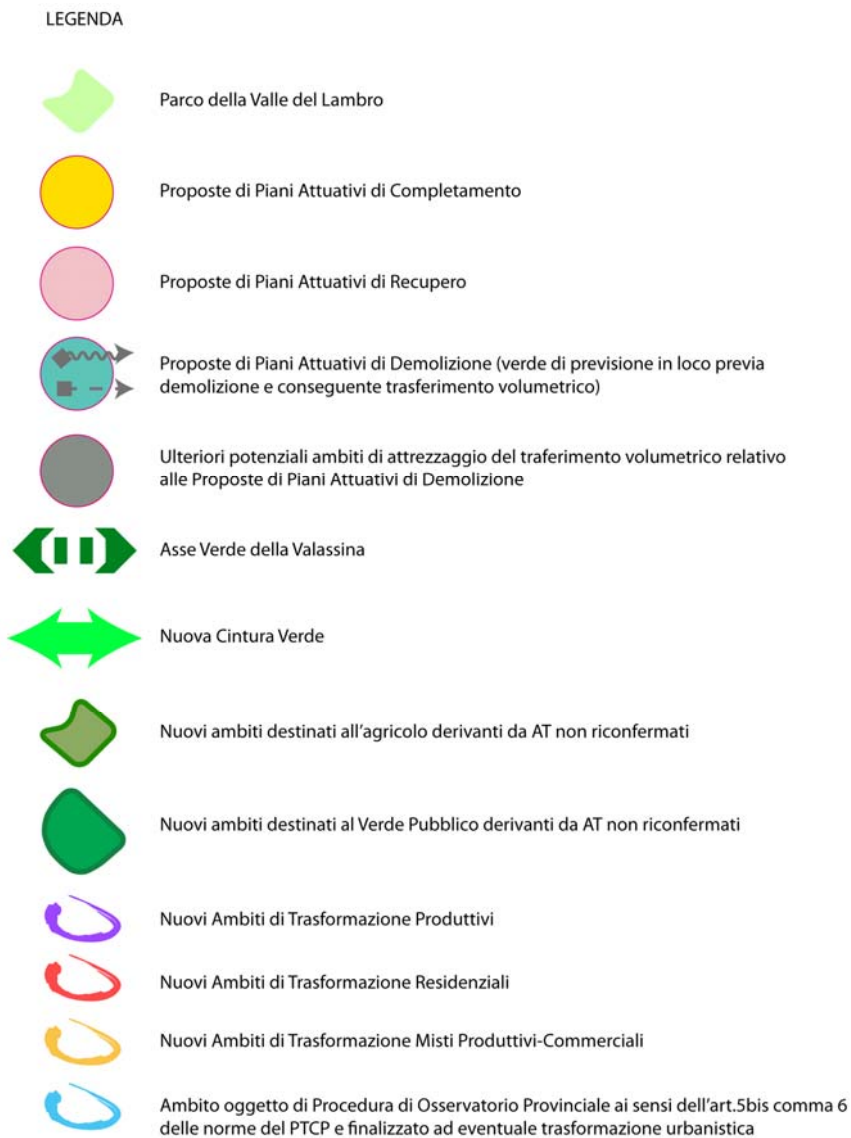 LEGENDA
Parco della Valle del Lambro
Proposte di Piani Attuativi di Completamento
Proposte di Piani Attuativi di Recupero
Proposte di Piani Attuativi di Demolizione (verde di previsione in loco previa
demolizione e conseguente trasferimento volumetrico)
Ulteriori potenziali ambiti di attrezzaggio del traferimento volumetrico relativo
alle Proposte di Piani Attuativi di Demolizione
Asse Verde della Valassina
Nuova Cintura Verde
Nuovi ambiti destinati all'agricolo derivanti da AT non riconfermati
Nuovi ambiti destinati al Verde Pubblico derivanti da AT non riconfermati
Nuovi Ambiti di Trasformazione Produttivi
Nuovi Ambiti di Trasformazione Residenziali
Nuovi Ambiti di Trasformazione Misti Produttivi-Commerciali
Ambito oggetto di Procedura di Osservatorio Provinciale ai sensi dell'art.5bis comma 6
delle norme del PTCP e finalizzato ad eventuale trasformazione urbanistica